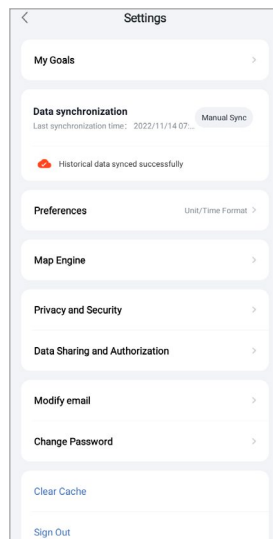 Settings
My Goals
Data synchronization
Manual Sync
Last synchronization time: 2022/11/14 07:...
Historical data synced successfully
Preferences
Unit/Time Format
Map Engine
Privacy and Security
Data Sharing and Authorization
Modify email
Change Password
Clear Cache
Sign Out